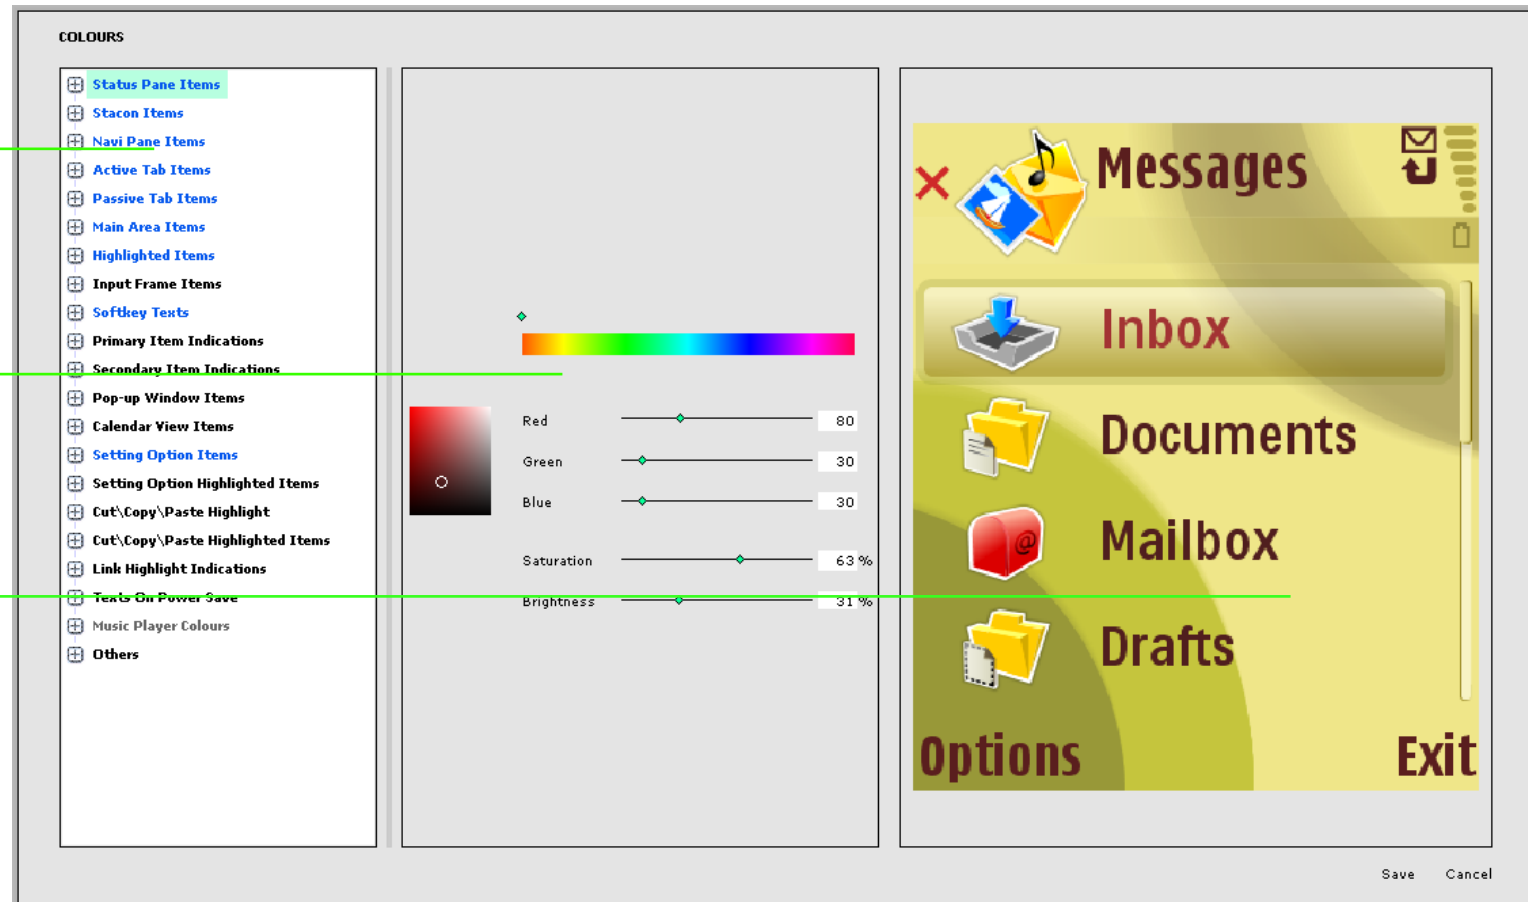 COLOURS
Status Pane Items
Stacon Items
Navi Pane Items
Active Tab Items
Passive Tab Items
Main Area Items
Highlighted Items
Input Frame Items
Softkey Texts
Primary Item Indications
Secondary Item Indications
Pop-up Window Items
Calendar View Items
Setting Option Items
Setting Option Highlighted Items
Cut\Copy\Paste Highlight
Cut\Copy\Paste Highlighted Items
Link Highlight Indications
Texts On Power Save
Music Player Colours
Others
Red 80
Green 30
Blue 30
Saturation 63 %
Brightness 31 %
Messages
Inbox
Documents
@
Mailbox
Drafts
Options Exit
Save Cancel